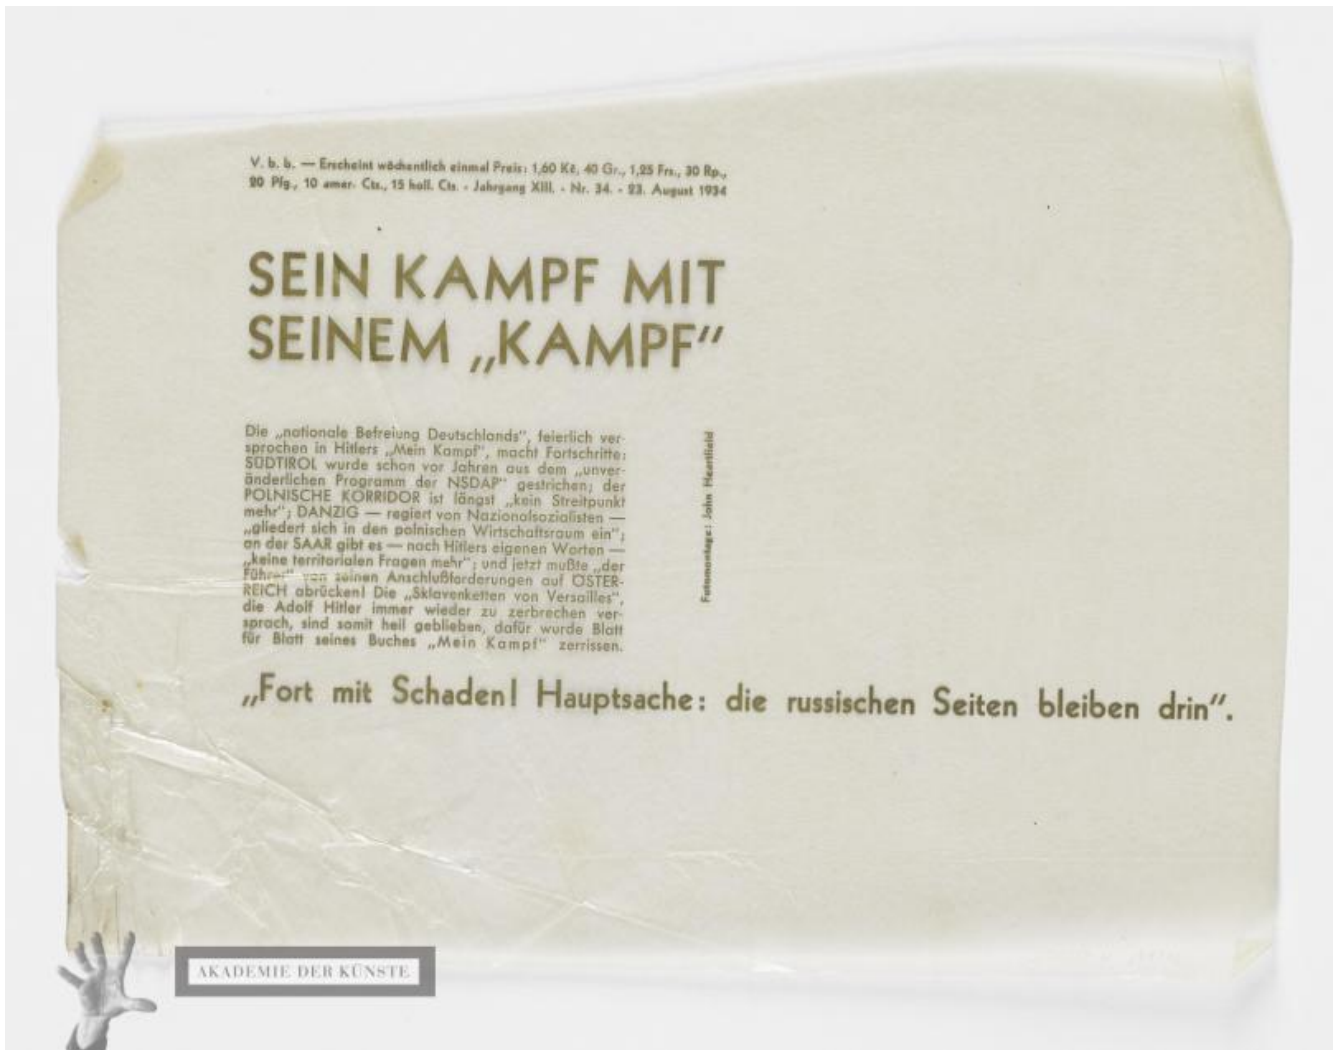 V. b. b. — Erscheint wöchentlich einmal Preis: 1,60 Kč, 40 Gr., 1,25 Frs., 30 Rp.,
20 Pfg., 10 amer. Cts., 15 holl. Cts. - Jahrgang XIII. - Nr. 34. - 23. August 1934
SEIN KAMPF MIT
SEINEM „KAMPF“
Die „nationale Befreiung Deutschlands“, feierlich ver-
sprochen in Hitlers „Mein Kampf“, macht Fortschritte:
SÜDTIROL wurde schon vor Jahren aus dem „unver-
änderlichen Programm der NSDAP“ gestrichen; der
POLNISCHE KORRIDOR ist längst „kein Streitpunkt
mehr“; DANZIG — regiert von Nazionalsozialisten —
„gliedert sich in den polnischen Wirtschaftsraum ein“;
an der SAAR gibt es — nach Hitlers eigenen Worten —
„keine territorialen Fragen mehr“; und jetzt mußte „der
Führer“ von seinen Anschlußforderungen auf ÖSTER-
REICH abrücken! Die „Sklavenketten von Versailles“,
die Adolf Hitler immer wieder zu zerbrechen ver-
sprach, sind somit heil geblieben, dafür wurde Blatt
für Blatt seines Buches „Mein Kampf“ zerrissen.
Fotomontage: John Heartfield
„Fort mit Schaden! Hauptsache: die russischen Seiten bleiben drin“.
AKADEMIE DER KÜNSTE